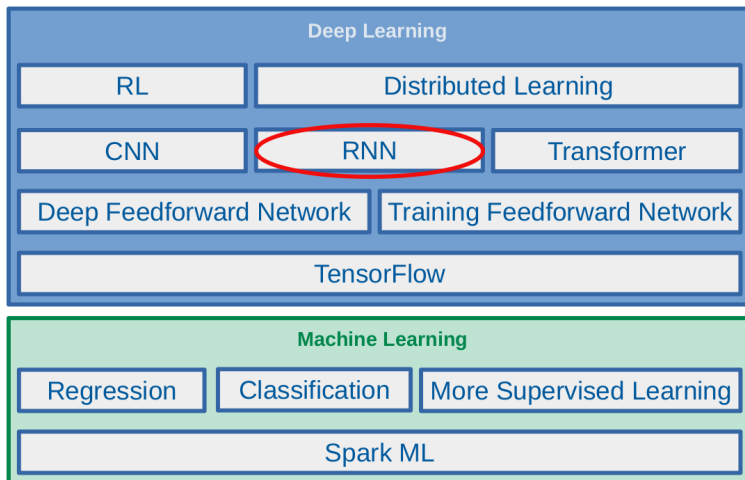 Deep Learning
RL
Distributed Learning
CNN
RNN
Transformer
Deep Feedforward Network
Training Feedforward Network
TensorFlow
Machine Learning
Regression
Classification
More Supervised Learning
Spark ML